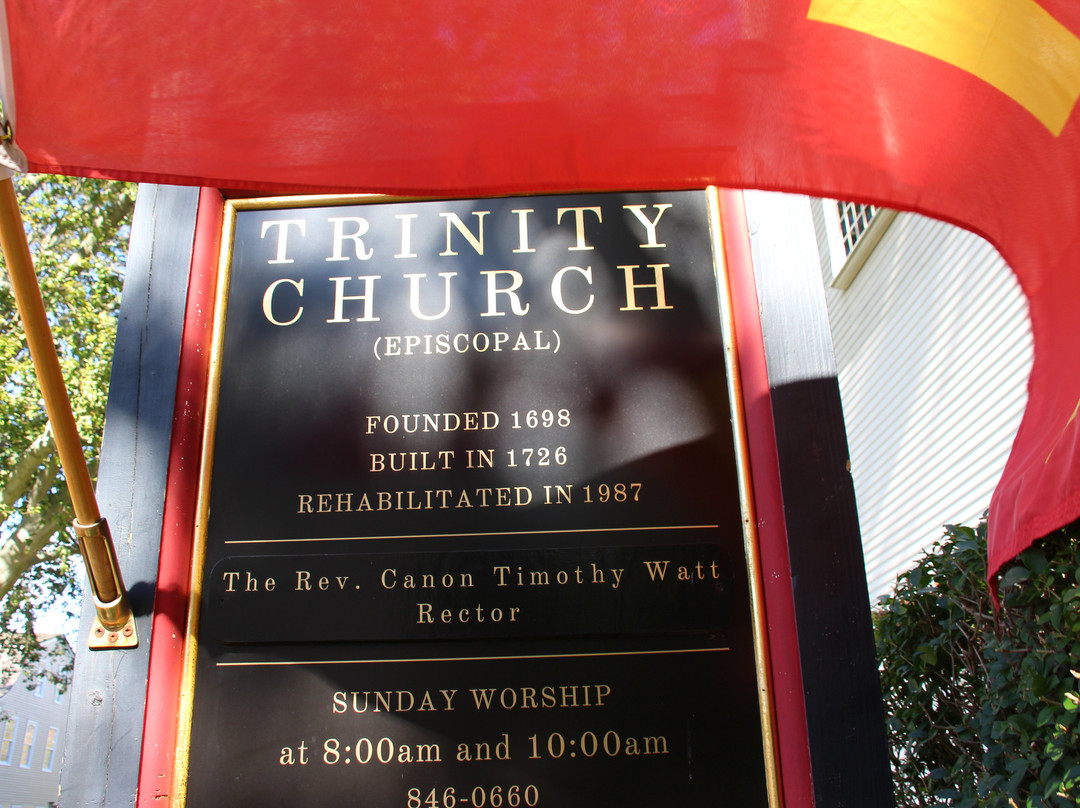 TRINITY
CHURCH
(EPISCOPAL)
FOUNDED 1698
BUILT IN 1726
REHABILITATED IN 1987
The Rev. Canon Timothy Watt
Rector
SUNDAY WORSHIP
at 8:00am and 10:00am
846-0660